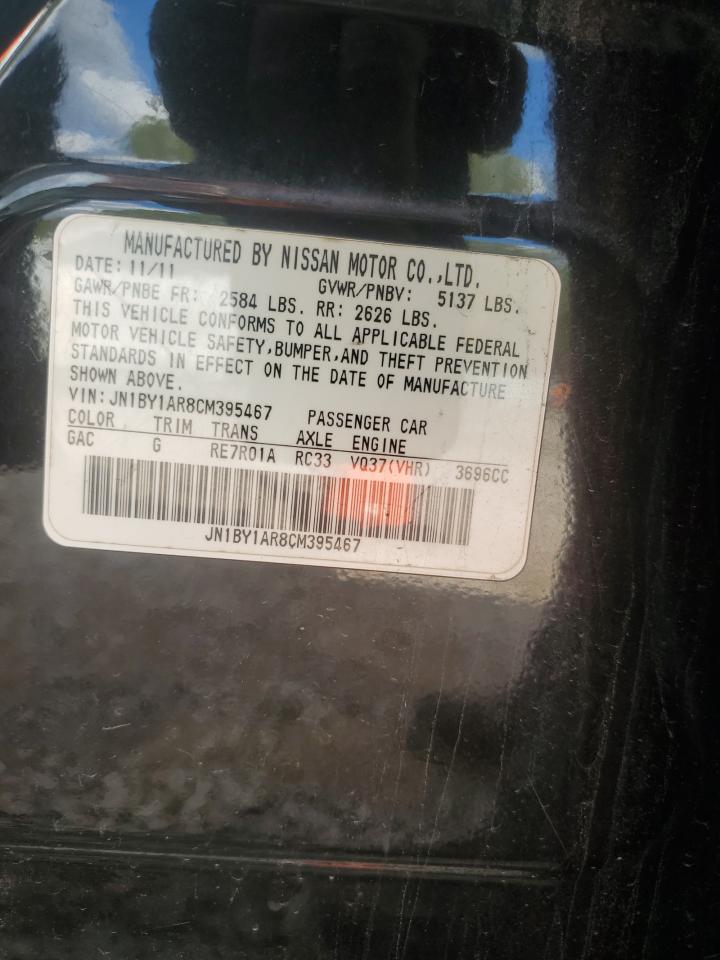 MANUFACTURED BY NISSAN MOTOR CO.,LTD.
DATE: 11/11 GVWR/PNBV: 5137 LBS.
GAWR/PNBE FR: 2584 LBS. RR: 2626 LBS.
THIS VEHICLE CONFORMS TO ALL APPLICABLE FEDERAL
MOTOR VEHICLE SAFETY,BUMPER,AND THEFT PREVENTION
STANDARDS IN EFFECT ON THE DATE OF MANUFACTURE
SHOWN ABOVE.
VIN: JN1BY1AR8CM395467 PASSENGER CAR
COLOR TRIM TRANS AXLE ENGINE
GAC G RE7R01A RC33 VQ37(VHR) 3696CC
JN1BY1AR8CM395467